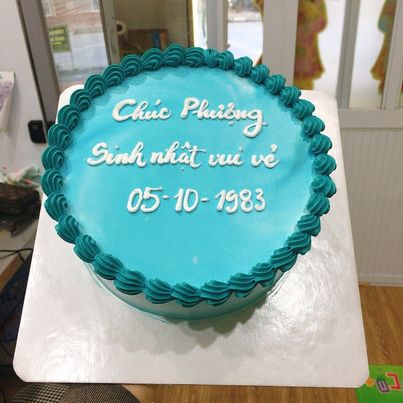 Chúc Phượng
Sinh nhật vui vẻ
05-10-1983